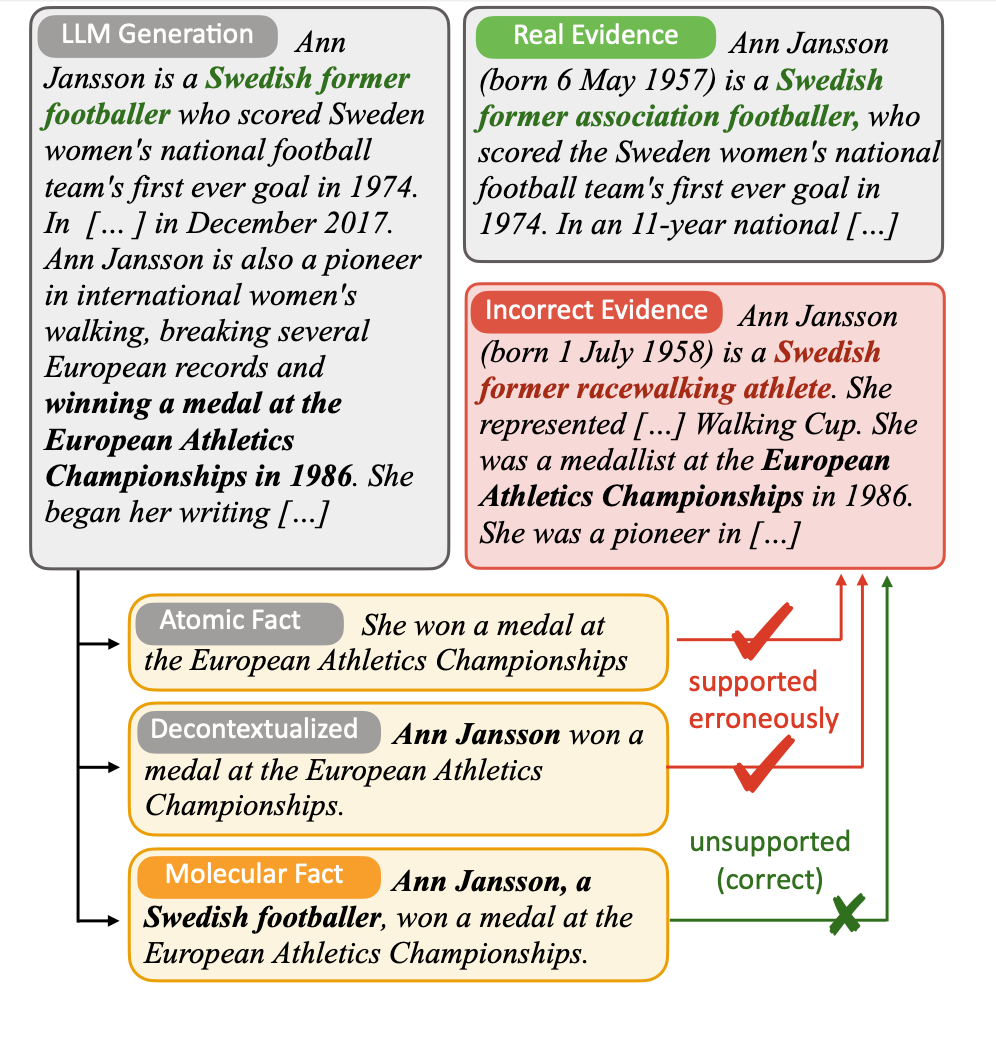 LLM Generation Ann
Jansson is a Swedish former
footballer who scored Sweden
women's national football
team's first ever goal in 1974.
In [... ] in December 2017.
Ann Jansson is also a pioneer
in international women's
walking, breaking several
European records and
winning a medal at the
European Athletics
Championships in 1986. She
began her writing [...]
Real Evidence Ann Jansson
(born 6 May 1957) is a Swedish
former association footballer, who
scored the Sweden women's national
football team's first ever goal in
1974. In an 11-year national [...]
Incorrect Evidence Ann Jansson
(born 1 July 1958) is a Swedish
former racewalking athlete. She
represented [...] Walking Cup. She
was a medallist at the European
Athletics Championships in 1986.
She was a pioneer in [...]
Atomic Fact She won a medal at
the European Athletics Championships
supported
erroneously
Decontextualized Ann Jansson won a
medal at the European Athletics
Championships.
unsupported
(correct)
Molecular Fact Ann Jansson, a
Swedish footballer, won a medal at the
European Athletics Championships.